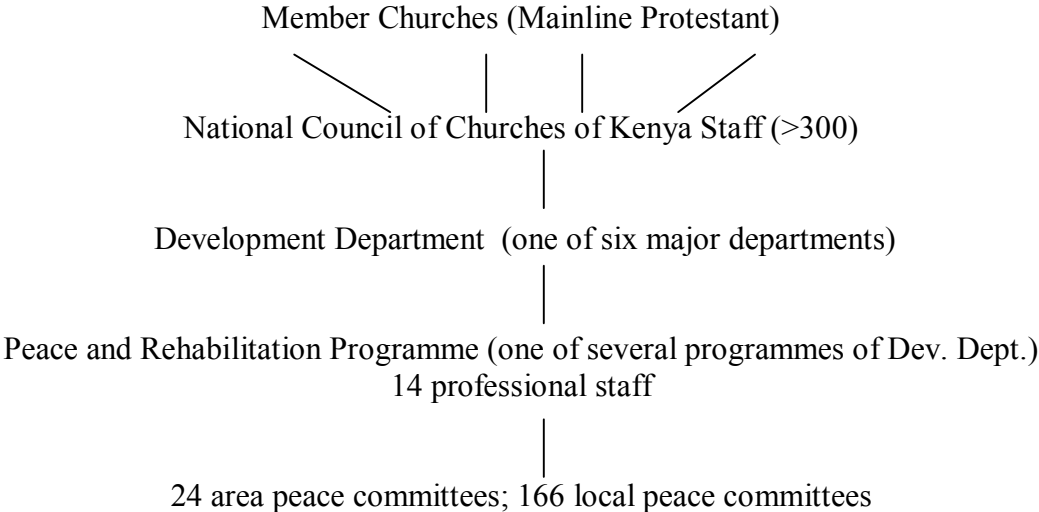 Member Churches (Mainline Protestant)
National Council of Churches of Kenya Staff (>300)
Development Department (one of six major departments)
Peace and Rehabilitation Programme (one of several programmes of Dev. Dept.)
14 professional staff
24 area peace committees; 166 local peace committees